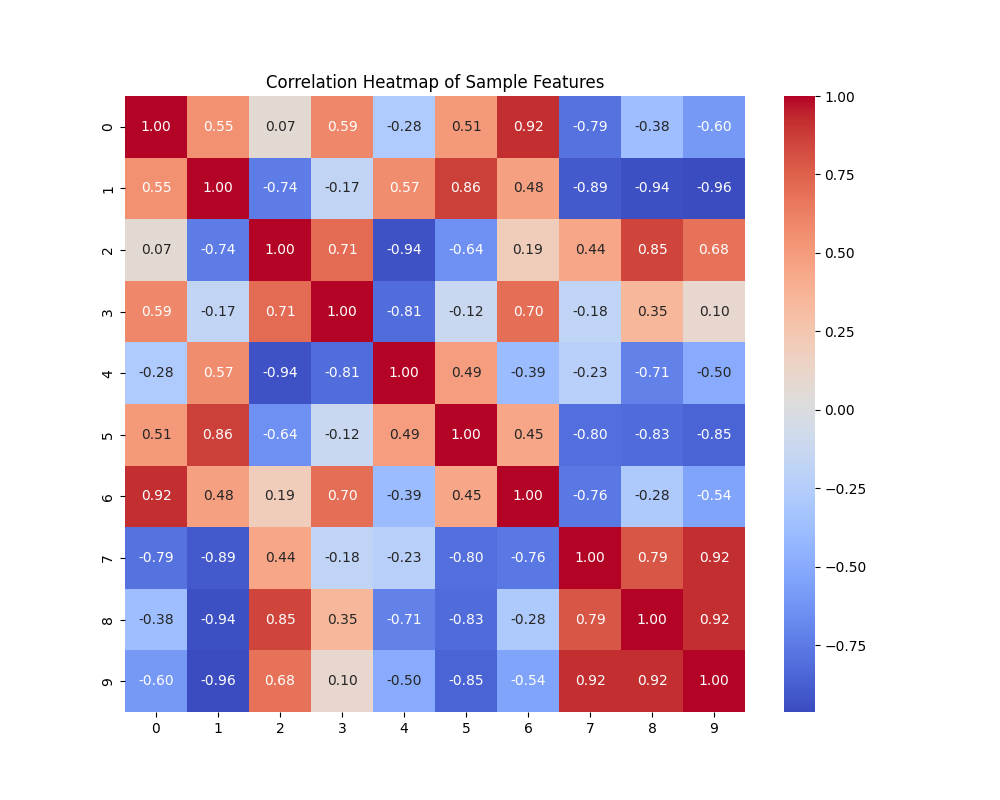 Correlation Heatmap of Sample Features
0 1.00 0.55 0.07 0.59 -0.28 0.51 0.92 -0.79 -0.38 -0.60
1 0.55 1.00 -0.74 -0.17 0.57 0.86 0.48 -0.89 -0.94 -0.96
2 0.07 -0.74 1.00 0.71 -0.94 -0.64 0.19 0.44 0.85 0.68
3 0.59 -0.17 0.71 1.00 -0.81 -0.12 0.70 -0.18 0.35 0.10
4 -0.28 0.57 -0.94 -0.81 1.00 0.49 -0.39 -0.23 -0.71 -0.50
5 0.51 0.86 -0.64 -0.12 0.49 1.00 0.45 -0.80 -0.83 -0.85
6 0.92 0.48 0.19 0.70 -0.39 0.45 1.00 -0.76 -0.28 -0.54
7 -0.79 -0.89 0.44 -0.18 -0.23 -0.80 -0.76 1.00 0.79 0.92
8 -0.38 -0.94 0.85 0.35 -0.71 -0.83 -0.28 0.79 1.00 0.92
9 -0.60 -0.96 0.68 0.10 -0.50 -0.85 -0.54 0.92 0.92 1.00
0 1 2 3 4 5 6 7 8 9
1.00
0.75
0.50
0.25
0.00
−0.25
−0.50
−0.75